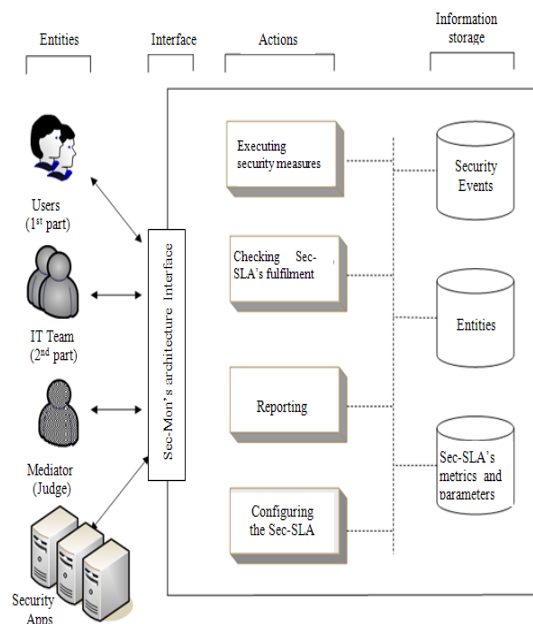 Entities
Interface
Actions
Information
storage
Users
(1st part)
IT Team
(2nd part)
Mediator
(Judge)
Security
Apps
Sec-Mon's architecture Interface
Executing
security measures
Checking Sec-
SLA's fulfilment
Reporting
Configuring
the Sec-SLA
Security
Events
Entities
Sec-SLA's
metrics and
parameters